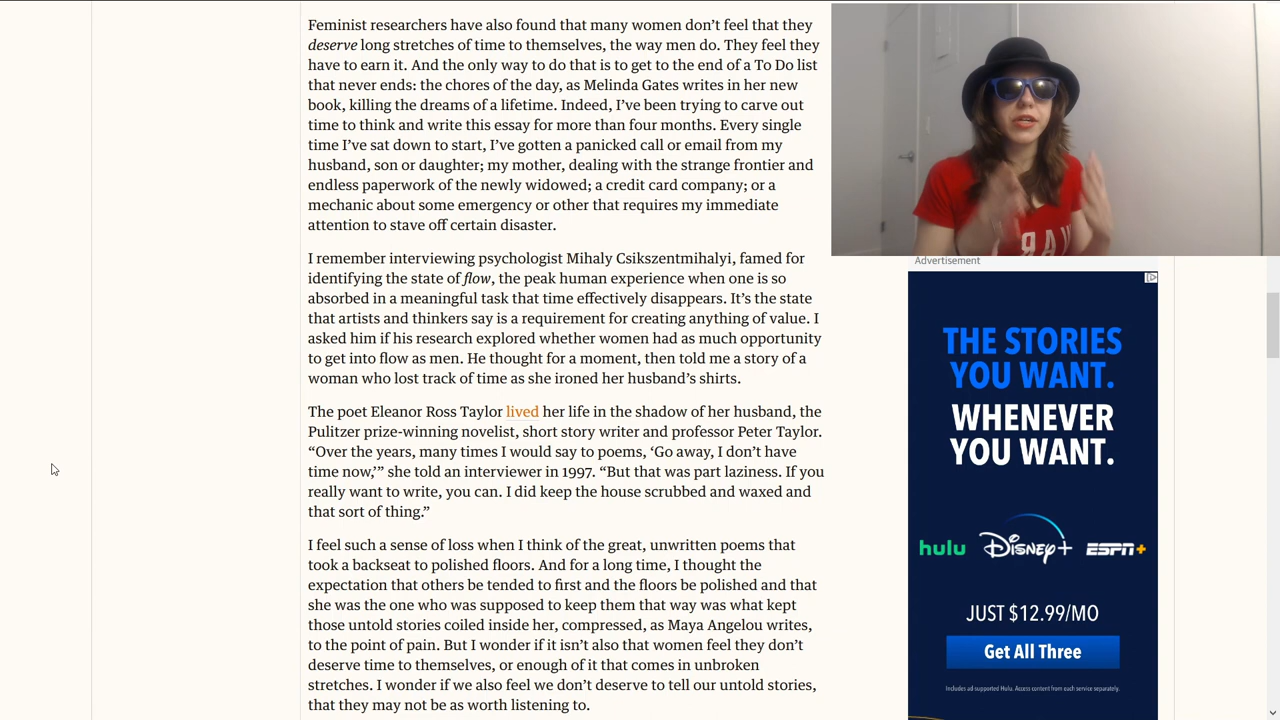 Feminist researchers have also found that many women don’t feel that they
deserve long stretches of time to themselves, the way men do. They feel they
have to earn it. And the only way to do that is to get to the end of a To Do list
that never ends: the chores of the day, as Melinda Gates writes in her new
book, killing the dreams of a lifetime. Indeed, I’ve been trying to carve out
time to think and write this essay for more than four months. Every single
time I’ve sat down to start, I’ve gotten a panicked call or email from my
husband, son or daughter; my mother, dealing with the strange frontier and
endless paperwork of the newly widowed; a credit card company; or a
mechanic about some emergency or other that requires my immediate
attention to stave off certain disaster.
I remember interviewing psychologist Mihaly Csikszentmihalyi, famed for
identifying the state of flow, the peak human experience when one is so
absorbed in a meaningful task that time effectively disappears. It’s the state
that artists and thinkers say is a requirement for creating anything of value. I
asked him if his research explored whether women had as much opportunity
to get into flow as men. He thought for a moment, then told me a story of a
woman who lost track of time as she ironed her husband’s shirts.
The poet Eleanor Ross Taylor lived her life in the shadow of her husband, the
Pulitzer prize-winning novelist, short story writer and professor Peter Taylor.
“Over the years, many times I would say to poems, ‘Go away, I don’t have
time now,’” she told an interviewer in 1997. “But that was part laziness. If you
really want to write, you can. I did keep the house scrubbed and waxed and
that sort of thing.”
I feel such a sense of loss when I think of the great, unwritten poems that
took a backseat to polished floors. And for a long time, I thought the
expectation that others be tended to first and the floors be polished and that
she was the one who was supposed to keep them that way was what kept
those untold stories coiled inside her, compressed, as Maya Angelou writes,
to the point of pain. But I wonder if it isn’t also that women feel they don’t
deserve time to themselves, or enough of it that comes in unbroken
stretches. I wonder if we also feel we don’t deserve to tell our untold stories,
that they may not be as worth listening to.
Advertisement
THE STORIES
YOU WANT.
WHENEVER
YOU WANT.
hulu Disney+ ESPN+
JUST $12.99/MO
Get All Three
Includes ad-supported Hulu. Access content from each service separately.